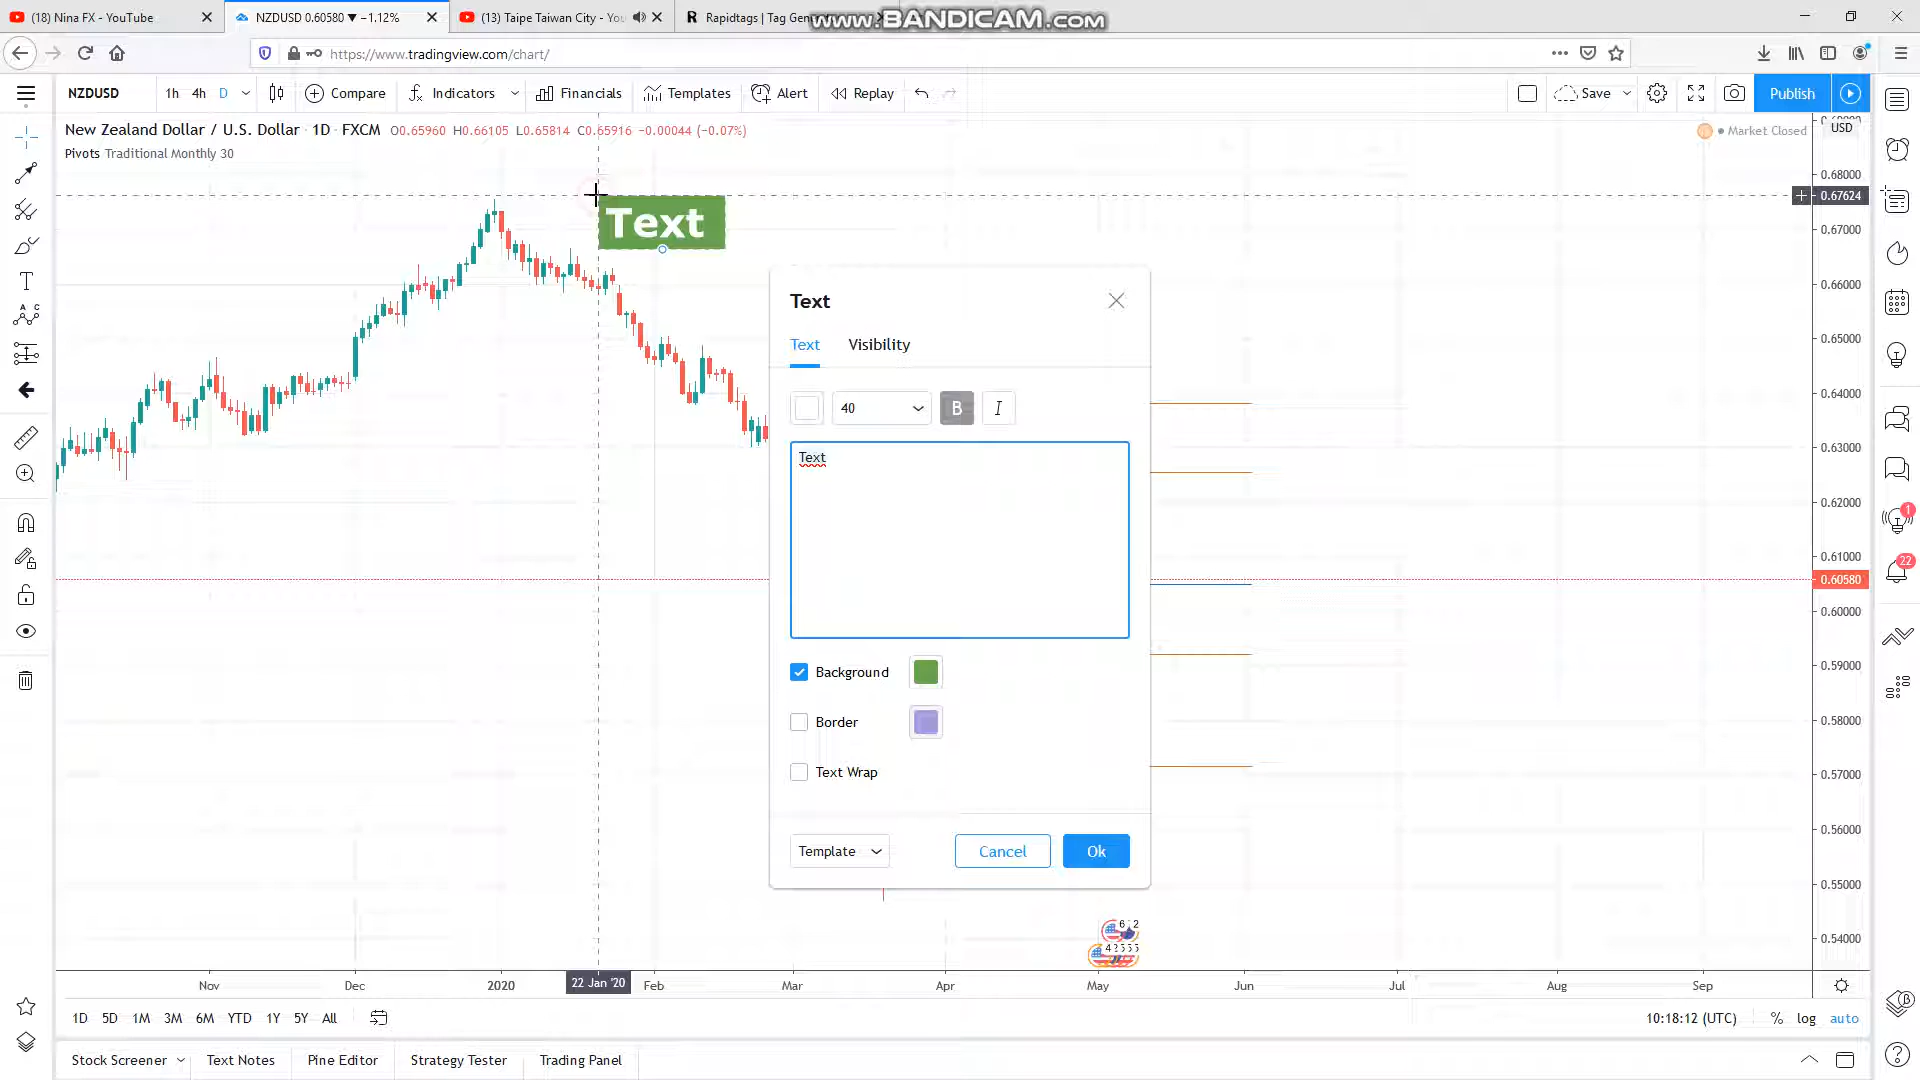 (18) Nina FX - YouTube
NZDUSD 0.60580 ▼ −1.12%
(13) Taipe Taiwan City - You
Rapidtags | Tag Gene
www.BANDICAM.com
https://www.tradingview.com/chart/
NZDUSD
1h 4h D
Compare
Indicators
Financials
Templates
Alert
Replay
Save
Publish
New Zealand Dollar / U.S. Dollar · 1D · FXCM O0.65960 H0.66105 L0.65814 C0.65916 −0.00044 (−0.07%)
Market Closed
USD
Pivots Traditional Monthly 30
0.68000
0.67624
0.67000
0.66000
0.65000
0.64000
0.63000
0.62000
0.61000
0.60580
0.60000
0.59000
0.58000
0.57000
0.56000
0.55000
0.54000
Text
Text
Text Visibility
40 B I
Text
Background
Border
Text Wrap
Template
Cancel
Ok
1
22
Nov Dec 2020 22 Jan '20 Feb Mar Apr May Jun Jul Aug Sep
1D 5D 1M 3M 6M YTD 1Y 5Y All
10:18:12 (UTC) % log auto
Stock Screener Text Notes Pine Editor Strategy Tester Trading Panel